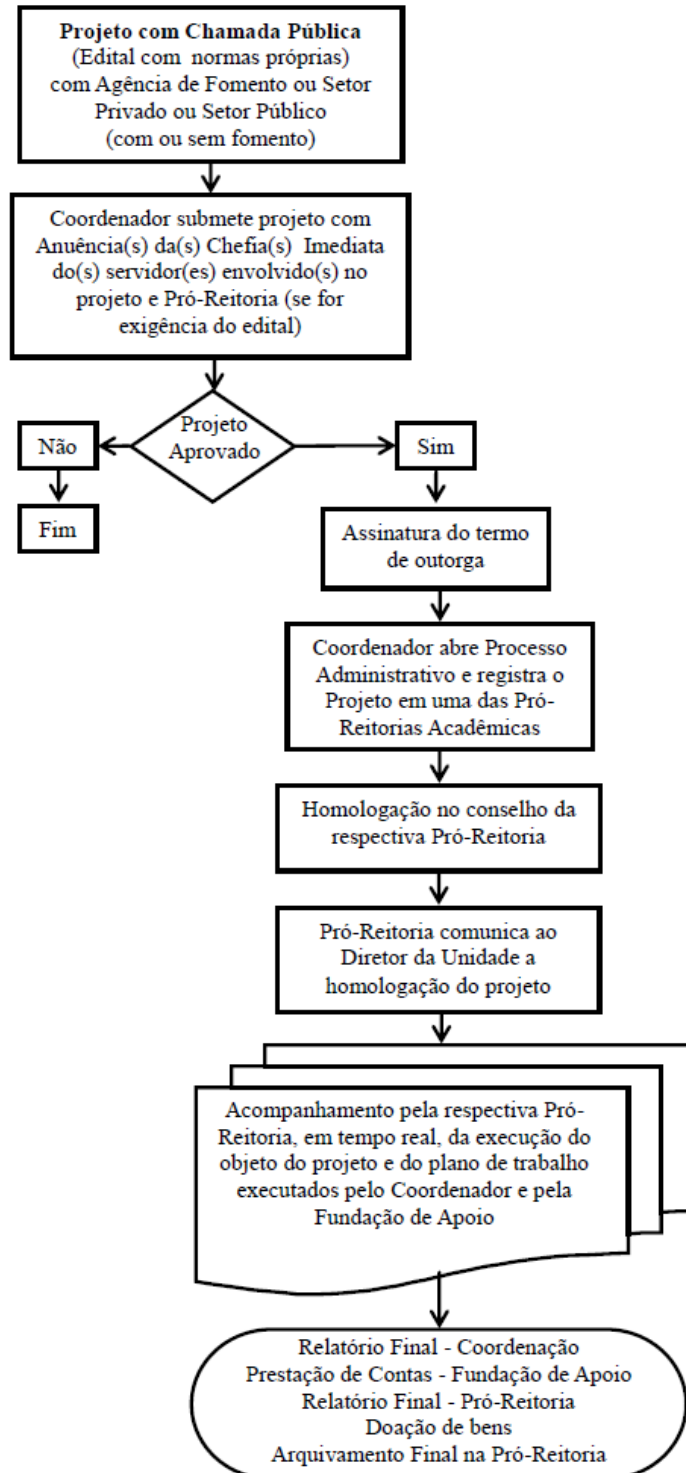 Projeto com Chamada Pública
(Edital com normas próprias)
com Agência de Fomento ou Setor
Privado ou Setor Público
(com ou sem fomento)
Coordenador submete projeto com
Anuência(s) da(s) Chefia(s) Imediata
do(s) servidor(es) envolvido(s) no
projeto e Pró-Reitoria (se for
exigência do edital)
Projeto
Aprovado
Não
Fim
Sim
Assinatura do termo
de outorga
Coordenador abre Processo
Administrativo e registra o
Projeto em uma das Pró-
Reitorias Acadêmicas
Homologação no conselho da
respectiva Pró-Reitoria
Pró-Reitoria comunica ao
Diretor da Unidade a
homologação do projeto
Acompanhamento pela respectiva Pró-
Reitoria, em tempo real, da execução do
objeto do projeto e do plano de trabalho
executados pelo Coordenador e pela
Fundação de Apoio
Relatório Final - Coordenação
Prestação de Contas - Fundação de Apoio
Relatório Final - Pró-Reitoria
Doação de bens
Arquivamento Final na Pró-Reitoria